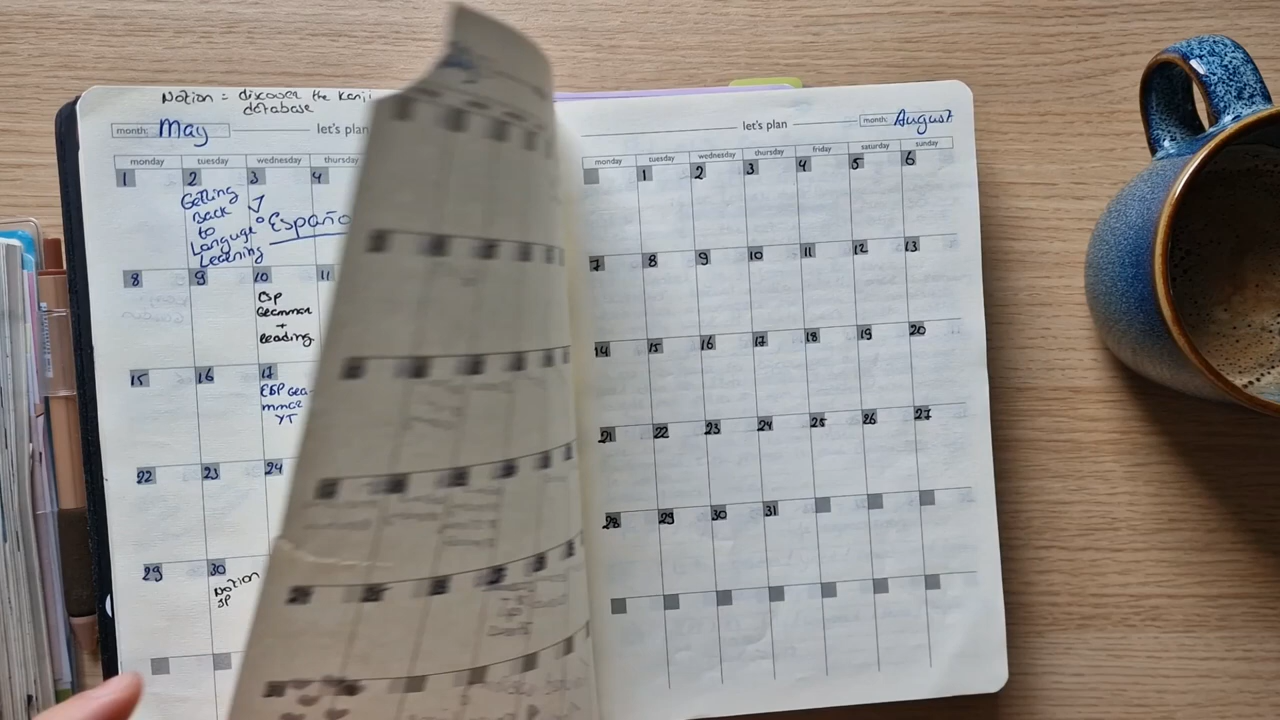 Notion = discover the Kanji
database
month: May
let's plan
monday tuesday wednesday thursday
1 2 3 4
Getting
Back
to
Language
Learning
Españo
8 9 10 11
ESP
Grammar
+
Reading
15 16 17
ESP Gra-
mmar
YT
22 23 24
29 30
Notion
JP
let's plan
month: August
monday tuesday wednesday thursday friday saturday sunday
1 2 3 4 5 6
7 8 9 10 11 12 13
14 15 16 17 18 19 20
21 22 23 24 25 26 27
28 29 30 31